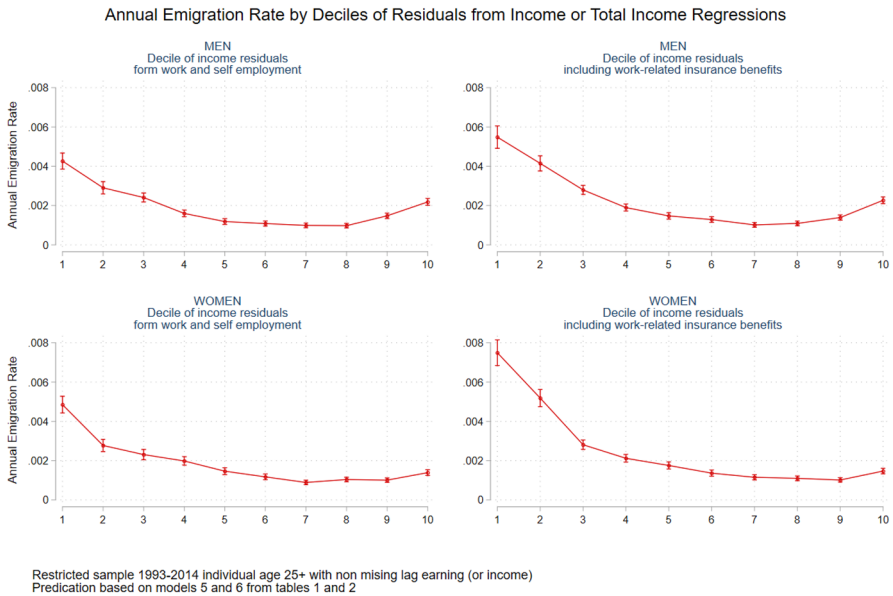 Annual Emigration Rate by Deciles of Residuals from Income or Total Income Regressions
MEN
Decile of income residuals
form work and self employment
Annual Emigration Rate
.008
.006
.004
.002
0
1 2 3 4 5 6 7 8 9 10
MEN
Decile of income residuals
including work-related insurance benefits
.008
.006
.004
.002
0
1 2 3 4 5 6 7 8 9 10
WOMEN
Decile of income residuals
form work and self employment
Annual Emigration Rate
.008
.006
.004
.002
0
1 2 3 4 5 6 7 8 9 10
WOMEN
Decile of income residuals
including work-related insurance benefits
.008
.006
.004
.002
0
1 2 3 4 5 6 7 8 9 10
Restricted sample 1993-2014 individual age 25+ with non mising lag earning (or income)
Predication based on models 5 and 6 from tables 1 and 2